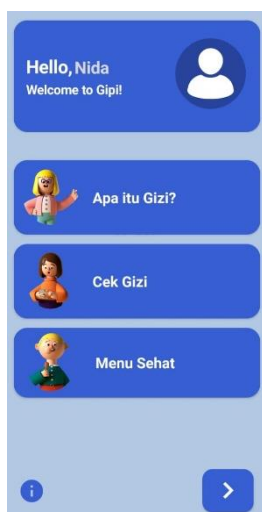 Hello, Nida
Welcome to Gipi!
Apa itu Gizi?
Cek Gizi
Menu Sehat